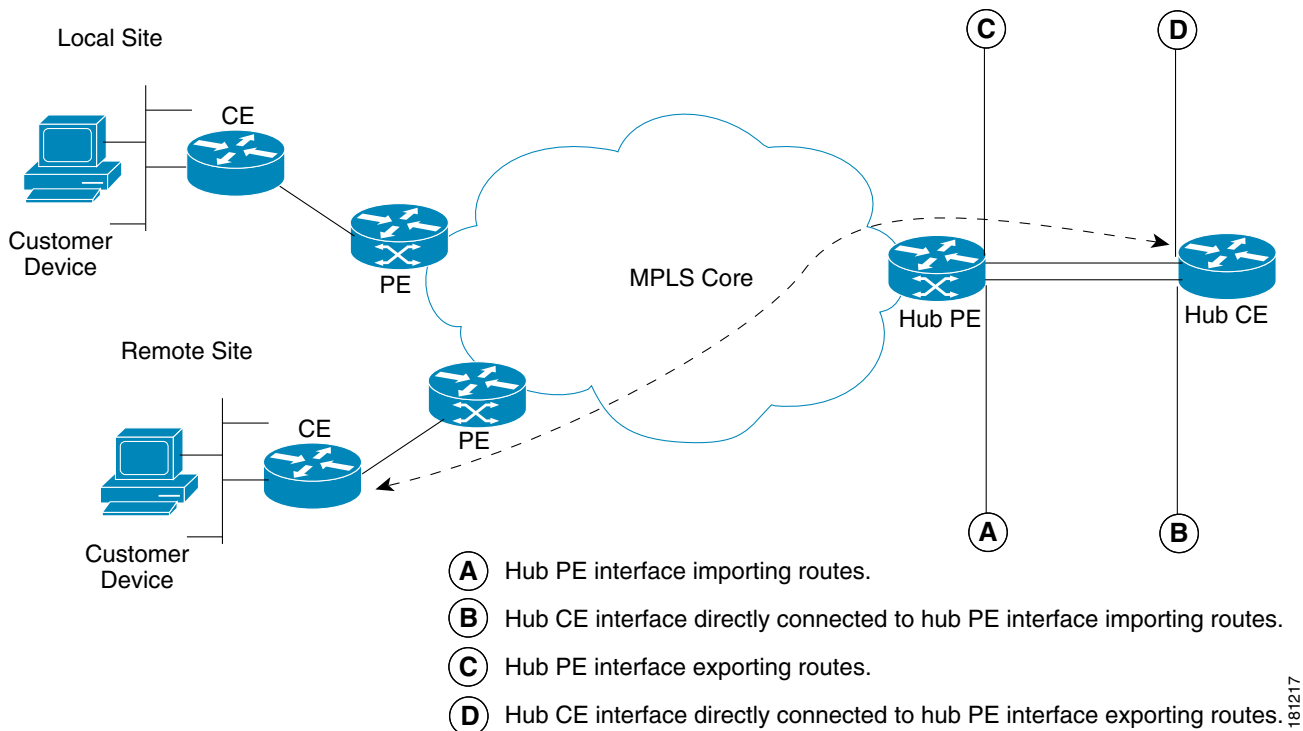 C
D
Local Site
CE
Customer
Device
PE
MPLS Core
Hub PE
Hub CE
Remote Site
CE
PE
Customer
Device
A
B
A Hub PE interface importing routes.
B Hub CE interface directly connected to hub PE interface importing routes.
C Hub PE interface exporting routes.
D Hub CE interface directly connected to hub PE interface exporting routes.
181217